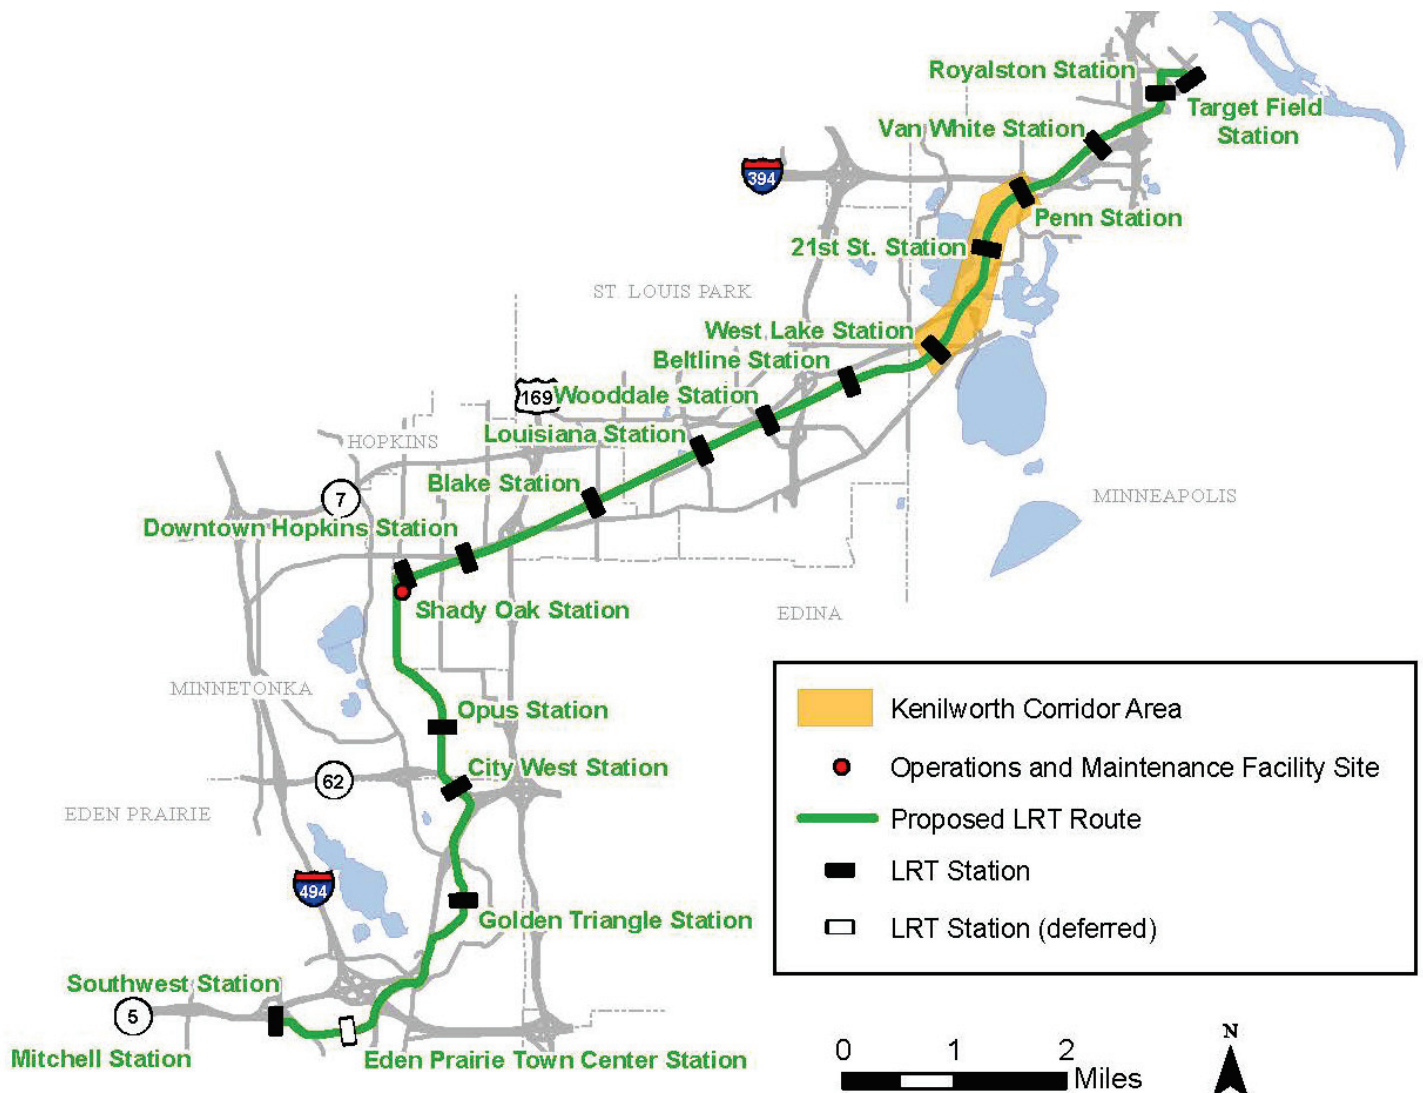 Royalston Station
Target Field
Station
Van White Station
394
Penn Station
21st St. Station
ST. LOUIS PARK
West Lake Station
Beltline Station
169
Wooddale Station
Louisiana Station
HOPKINS
Blake Station
7
MINNEAPOLIS
Downtown Hopkins Station
Shady Oak Station
EDINA
MINNETONKA
Opus Station
City West Station
62
EDEN PRAIRIE
494
Golden Triangle Station
Southwest Station
5
Mitchell Station
Eden Prairie Town Center Station
Kenilworth Corridor Area
Operations and Maintenance Facility Site
Proposed LRT Route
LRT Station
LRT Station (deferred)
N
0 1 2
Miles